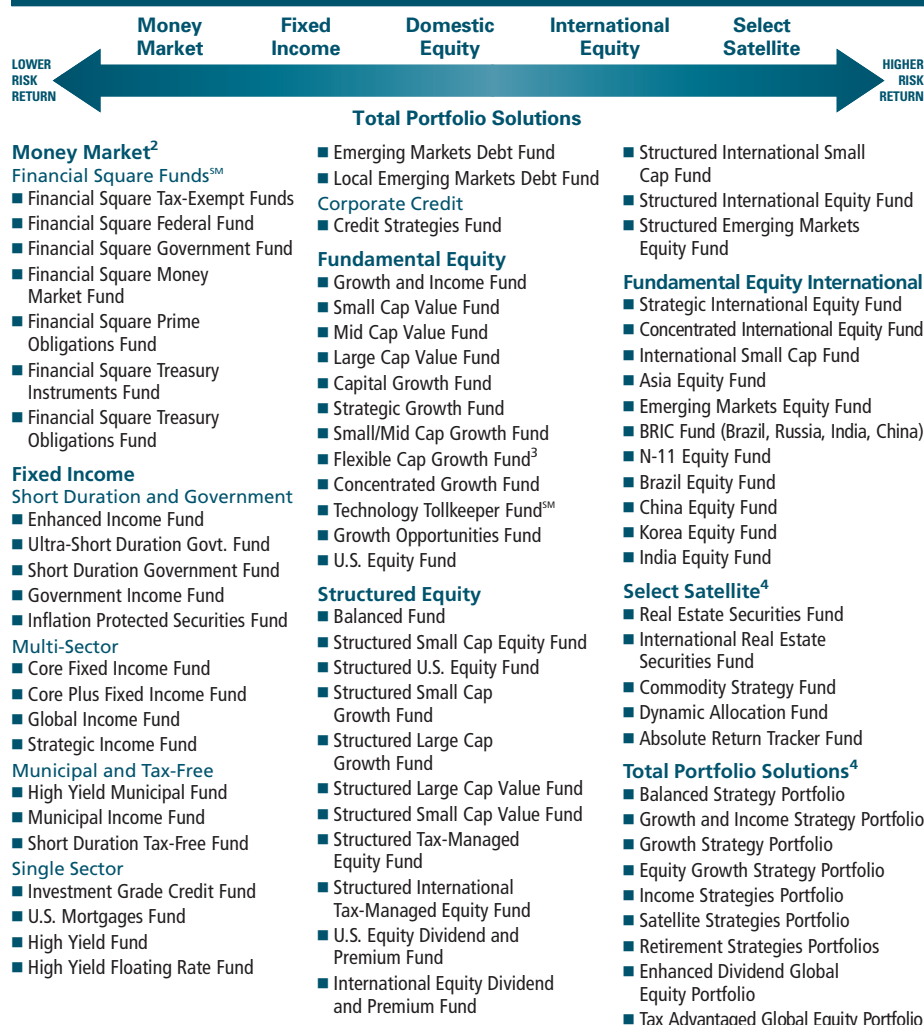 Money
Market
Fixed
Income
Domestic
Equity
International
Equity
Select
Satellite
LOWER
RISK
RETURN
HIGHER
RISK
RETURN
Total Portfolio Solutions
Money Market²
Financial Square Funds℠
■ Financial Square Tax-Exempt Funds
■ Financial Square Federal Fund
■ Financial Square Government Fund
■ Financial Square Money
Market Fund
■ Financial Square Prime
Obligations Fund
■ Financial Square Treasury
Instruments Fund
■ Financial Square Treasury
Obligations Fund
Fixed Income
Short Duration and Government
■ Enhanced Income Fund
■ Ultra-Short Duration Govt. Fund
■ Short Duration Government Fund
■ Government Income Fund
■ Inflation Protected Securities Fund
Multi-Sector
■ Core Fixed Income Fund
■ Core Plus Fixed Income Fund
■ Global Income Fund
■ Strategic Income Fund
Municipal and Tax-Free
■ High Yield Municipal Fund
■ Municipal Income Fund
■ Short Duration Tax-Free Fund
Single Sector
■ Investment Grade Credit Fund
■ U.S. Mortgages Fund
■ High Yield Fund
■ High Yield Floating Rate Fund
■ Emerging Markets Debt Fund
■ Local Emerging Markets Debt Fund
Corporate Credit
■ Credit Strategies Fund
Fundamental Equity
■ Growth and Income Fund
■ Small Cap Value Fund
■ Mid Cap Value Fund
■ Large Cap Value Fund
■ Capital Growth Fund
■ Strategic Growth Fund
■ Small/Mid Cap Growth Fund
■ Flexible Cap Growth Fund³
■ Concentrated Growth Fund
■ Technology Tollkeeper Fund℠
■ Growth Opportunities Fund
■ U.S. Equity Fund
Structured Equity
■ Balanced Fund
■ Structured Small Cap Equity Fund
■ Structured U.S. Equity Fund
■ Structured Small Cap
Growth Fund
■ Structured Large Cap
Growth Fund
■ Structured Large Cap Value Fund
■ Structured Small Cap Value Fund
■ Structured Tax-Managed
Equity Fund
■ Structured International
Tax-Managed Equity Fund
■ U.S. Equity Dividend and
Premium Fund
■ International Equity Dividend
and Premium Fund
■ Structured International Small
Cap Fund
■ Structured International Equity Fund
■ Structured Emerging Markets
Equity Fund
Fundamental Equity International
■ Strategic International Equity Fund
■ Concentrated International Equity Fund
■ International Small Cap Fund
■ Asia Equity Fund
■ Emerging Markets Equity Fund
■ BRIC Fund (Brazil, Russia, India, China)
■ N-11 Equity Fund
■ Brazil Equity Fund
■ China Equity Fund
■ Korea Equity Fund
■ India Equity Fund
Select Satellite⁴
■ Real Estate Securities Fund
■ International Real Estate
Securities Fund
■ Commodity Strategy Fund
■ Dynamic Allocation Fund
■ Absolute Return Tracker Fund
Total Portfolio Solutions⁴
■ Balanced Strategy Portfolio
■ Growth and Income Strategy Portfolio
■ Growth Strategy Portfolio
■ Equity Growth Strategy Portfolio
■ Income Strategies Portfolio
■ Satellite Strategies Portfolio
■ Retirement Strategies Portfolios
■ Enhanced Dividend Global
Equity Portfolio
■ Tax Advantaged Global Equity Portfolio